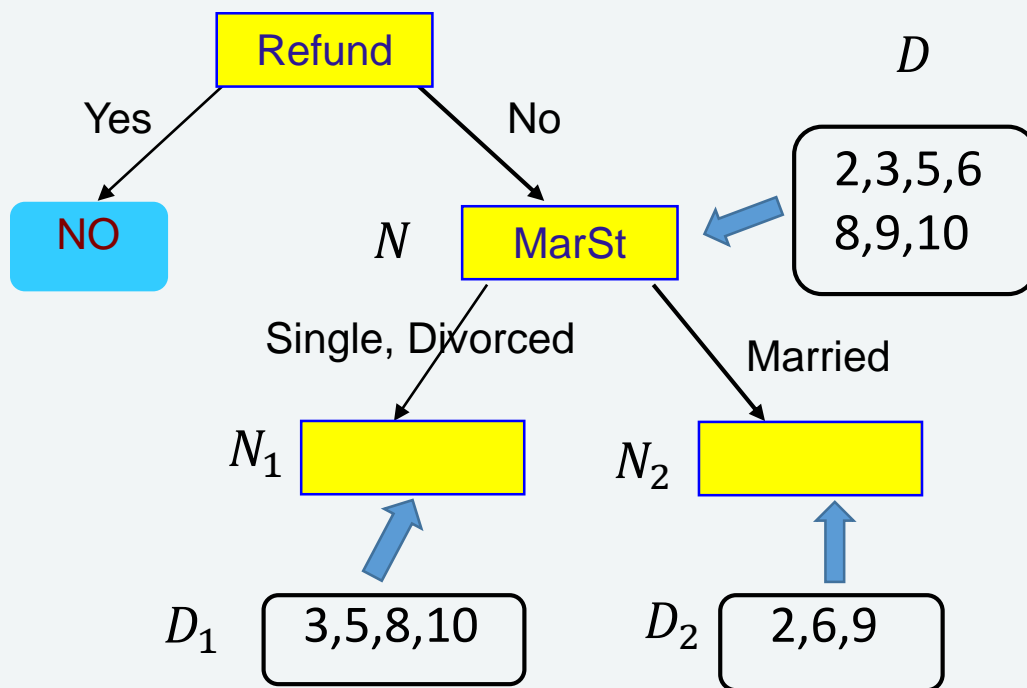 Refund
D
Yes
No
2,3,5,6
8,9,10
NO
N
MarSt
Single, Divorced
Married
N₁
N₂
D₁
3,5,8,10
D₂
2,6,9